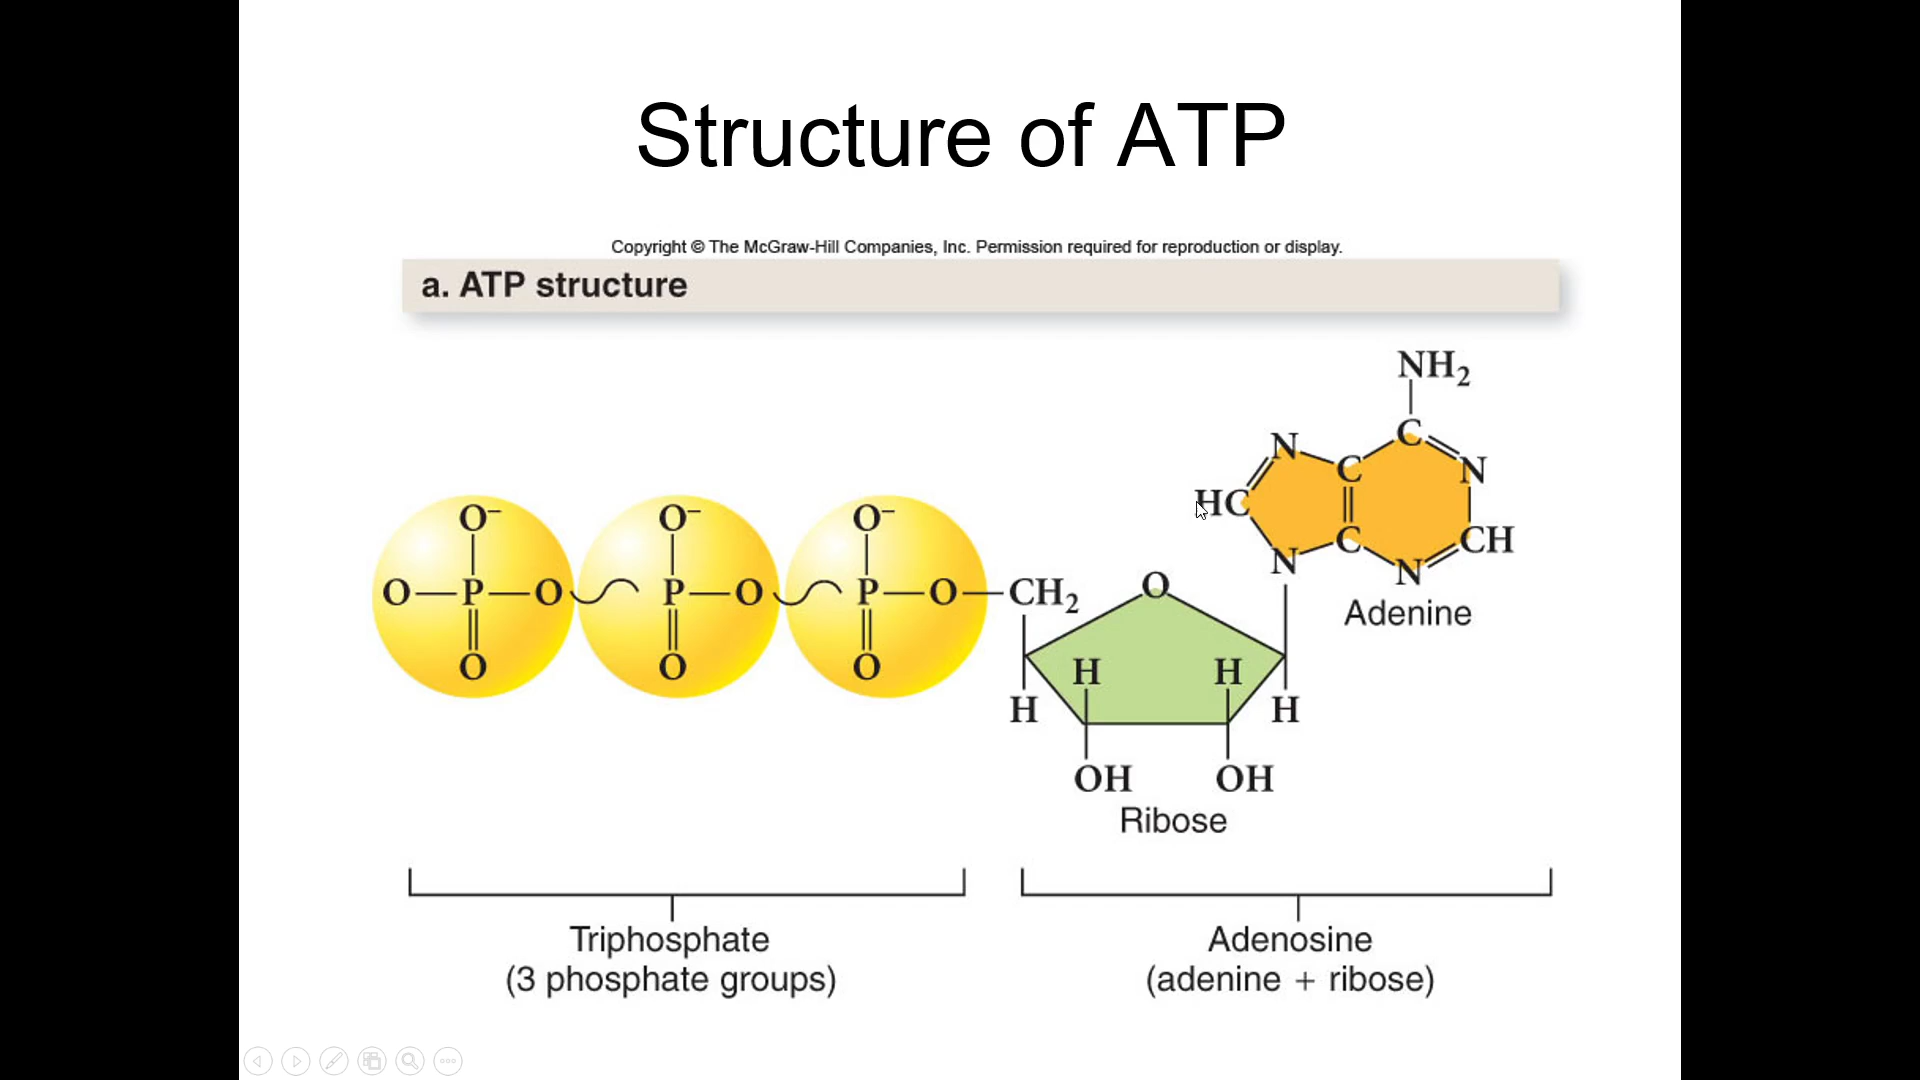 Structure of ATP
Copyright © The McGraw-Hill Companies, Inc. Permission required for reproduction or display.
a. ATP structure
NH₂
C
N
C
N
HC
C
CH
N
N
Adenine
O⁻
O⁻
O⁻
O—P—O
P—O
P—O—CH₂
O
O
O
O
H
H
H
H
OH
OH
Ribose
Triphosphate
(3 phosphate groups)
Adenosine
(adenine + ribose)